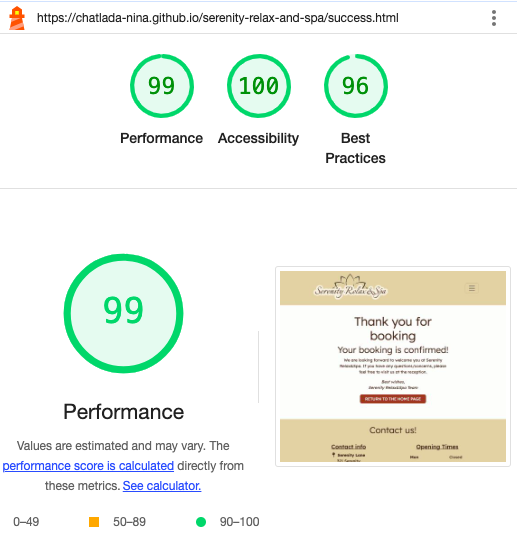 https://chatlada-nina.github.io/serenity-relax-and-spa/success.html
99
100
96
Performance
Accessibility
Best
Practices
99
Performance
Values are estimated and may vary. The
performance score is calculated directly from
these metrics. See calculator.
0–49
50–89
90–100
Serenity Relax&Spa
Thank you for
booking
Your booking is confirmed!
We are looking forward to welcome you at Serenity
Relax&Spa. If you have any questions/concerns, please
feel free to visit us at the reception.
Best wishes,
Serenity Relax&Spa Team
RETURN TO THE HOME PAGE
Contact us!
Contact info
Opening Times
Serenity Lane
Mon
Closed